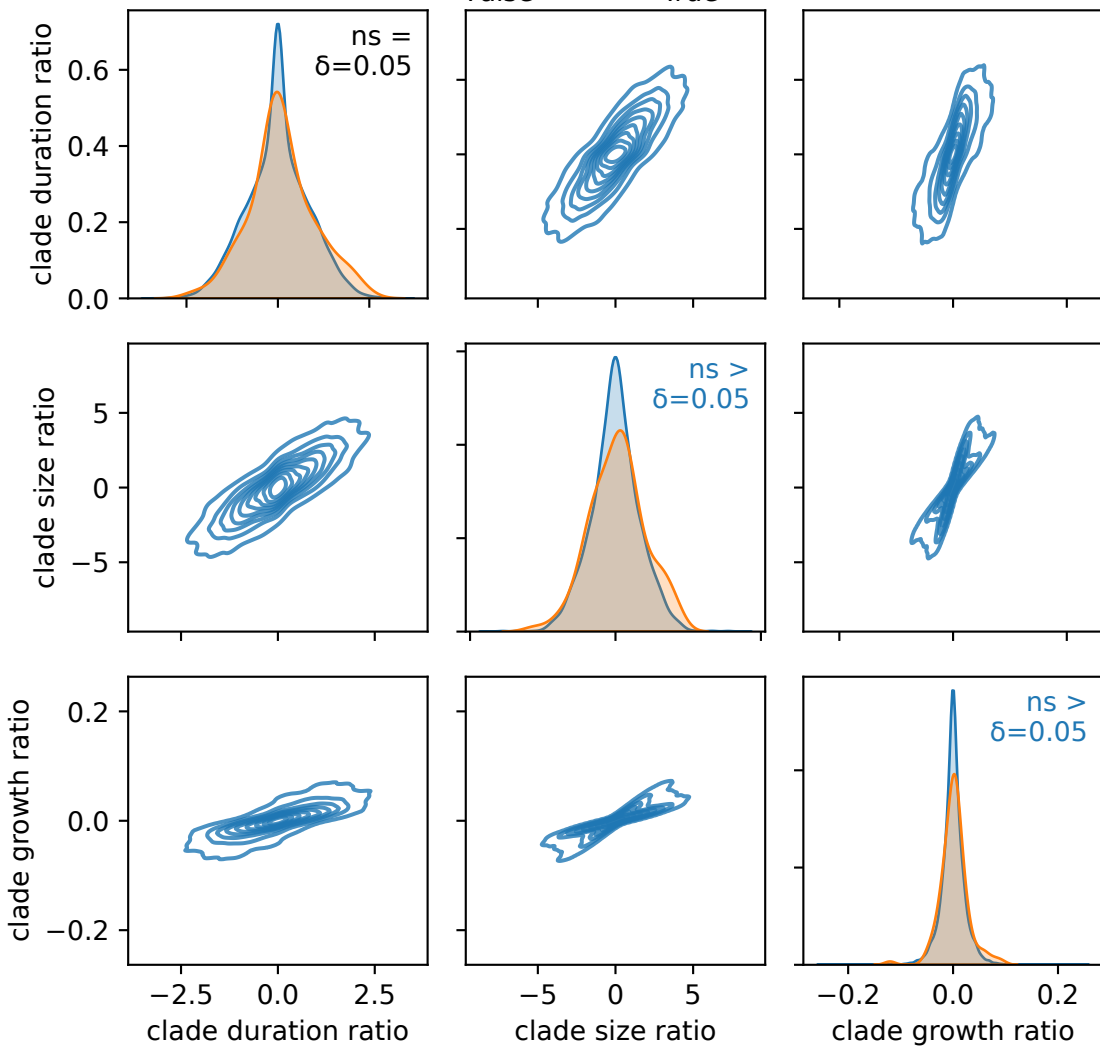 clade duration ratio
0.6
0.4
0.2
0.0
ns =
δ=0.05
clade size ratio
5
0
−5
ns >
δ=0.05
clade growth ratio
0.2
0.0
−0.2
ns >
δ=0.05
−2.5 0.0 2.5
−5 0 5
−0.2 0.0 0.2
clade duration ratio
clade size ratio
clade growth ratio